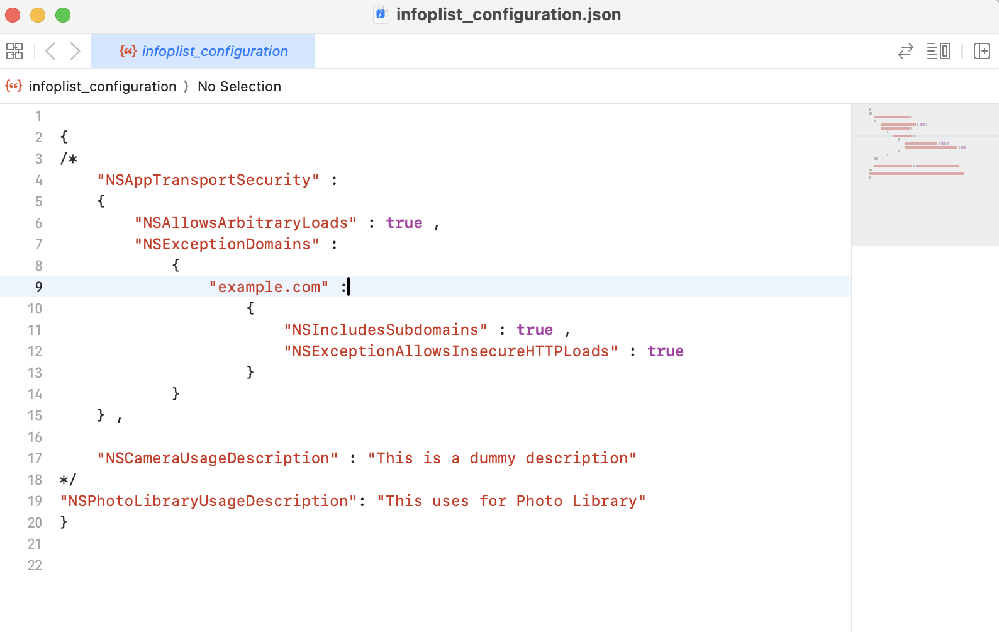 infoplist_configuration.json
infoplist_configuration
infoplist_configuration 〉 No Selection
1
2 {
3 /*
4 "NSAppTransportSecurity" :
5 {
6 "NSAllowsArbitraryLoads" : true ,
7 "NSExceptionDomains" :
8 {
9 "example.com" :
10 {
11 "NSIncludesSubdomains" : true ,
12 "NSExceptionAllowsInsecureHTTPLoads" : true
13 }
14 }
15 } ,
16
17 "NSCameraUsageDescription" : "This is a dummy description"
18 */
19 "NSPhotoLibraryUsageDescription": "This uses for Photo Library"
20 }
21
22